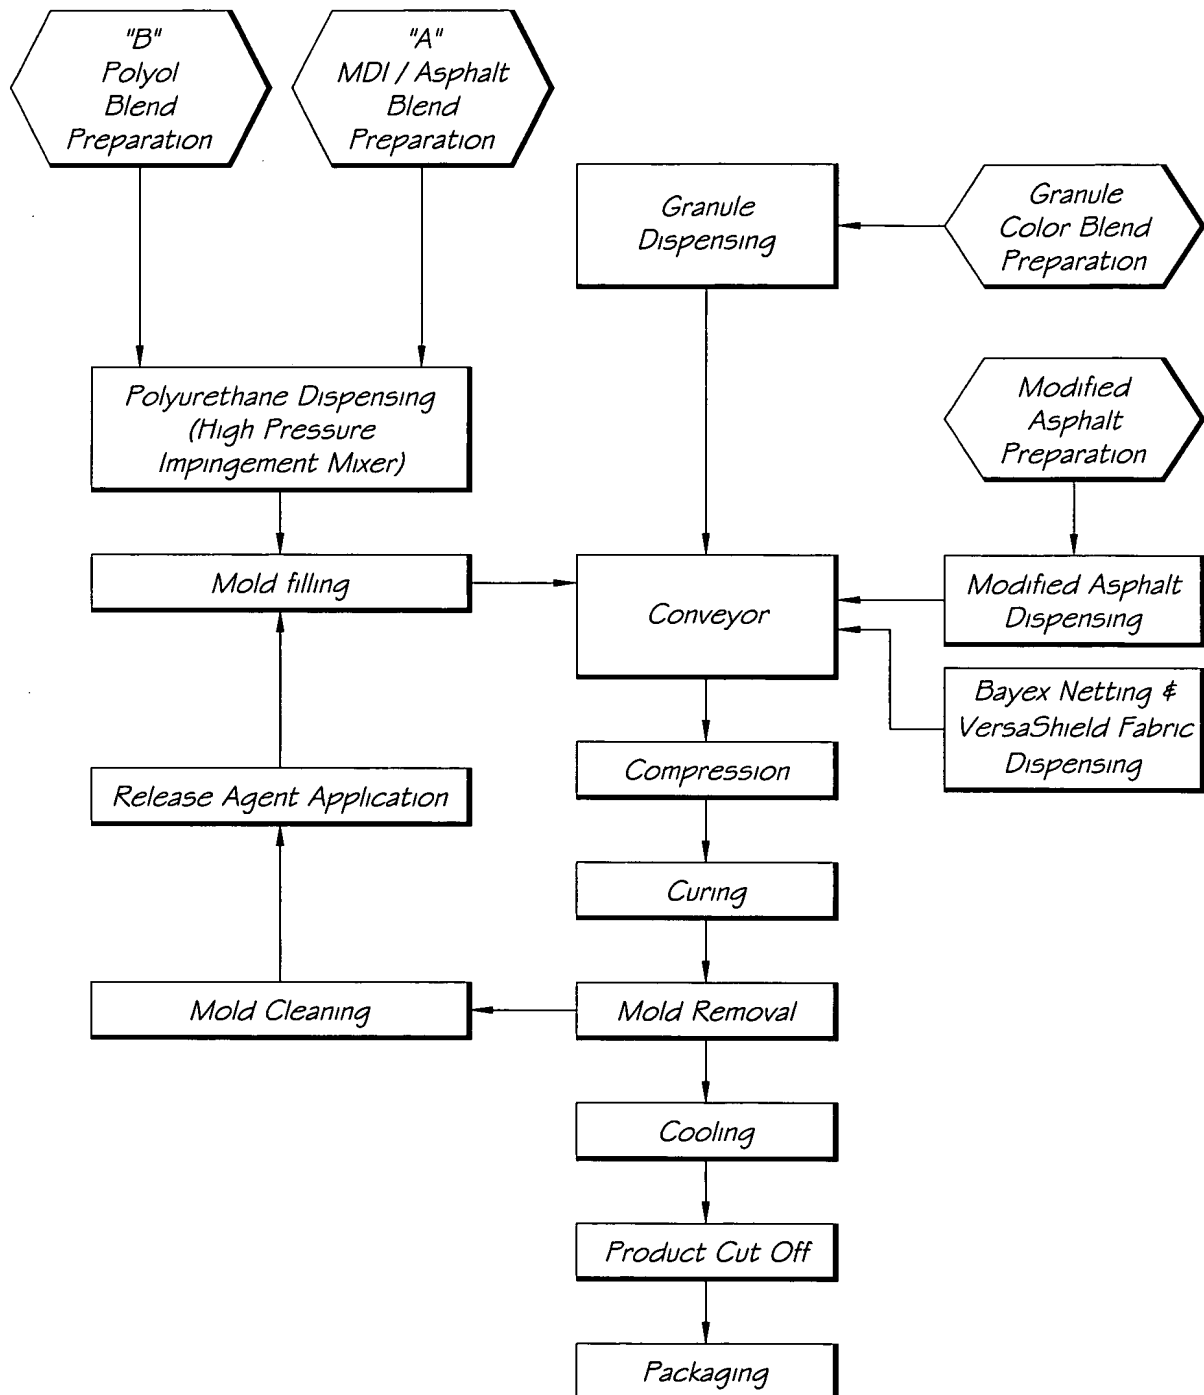 "B"
Polyol
Blend
Preparation
"A"
MDI / Asphalt
Blend
Preparation
Granule
Dispensing
Granule
Color Blend
Preparation
Polyurethane Dispensing
(High Pressure
Impingement Mixer)
Modified
Asphalt
Preparation
Mold filling
Conveyor
Modified Asphalt
Dispensing
Bayex Netting &
VersaShield Fabric
Dispensing
Release Agent Application
Compression
Curing
Mold Cleaning
Mold Removal
Cooling
Product Cut Off
Packaging